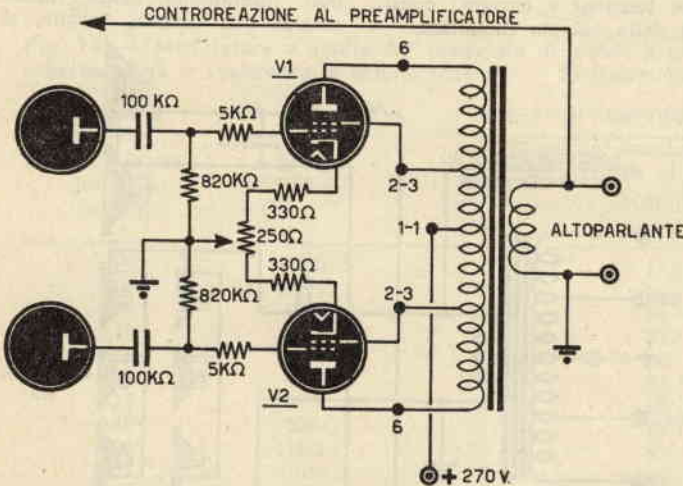 CONTROREAZIONE AL PREAMPLIFICATORE
6
V1
100 KΩ
5KΩ
2-3
820KΩ
330Ω
1-1
250Ω
ALTOPARLANTE
330Ω
2-3
820KΩ
100KΩ
5KΩ
V2
6
+ 270 V.